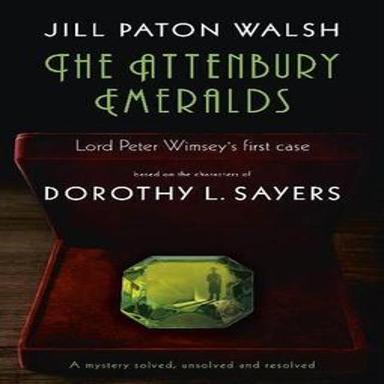 JILL PATON WALSH
THE ATTENBURY
EMERALDS
Lord Peter Wimsey's first case
based on the characters of
DOROTHY L. SAYERS
A mystery solved, unsolved and resolved